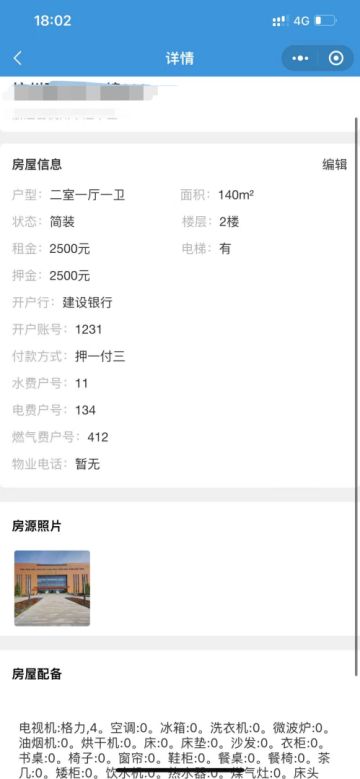 18:02 4G
详情
房屋信息 编辑
户型: 二室一厅一卫 面积: 140m²
状态: 简装 楼层: 2楼
租金: 2500元 电梯: 有
押金: 2500元
开户行: 建设银行
开户账号: 1231
付款方式: 押一付三
水费户号: 11
电费户号: 134
燃气费户号: 412
物业电话: 暂无
房源照片
房屋配备
电视机:格力,4。空调:0。冰箱:0。洗衣机:0。微波炉:0。
油烟机:0。烘干机:0。床:0。床垫:0。沙发:0。衣柜:0。
书桌:0。椅子:0。窗帘:0。鞋柜:0。餐桌:0。餐椅:0。茶
几:0。矮柜:0。饮水机:0。热水器:0。煤气灶:0。床头